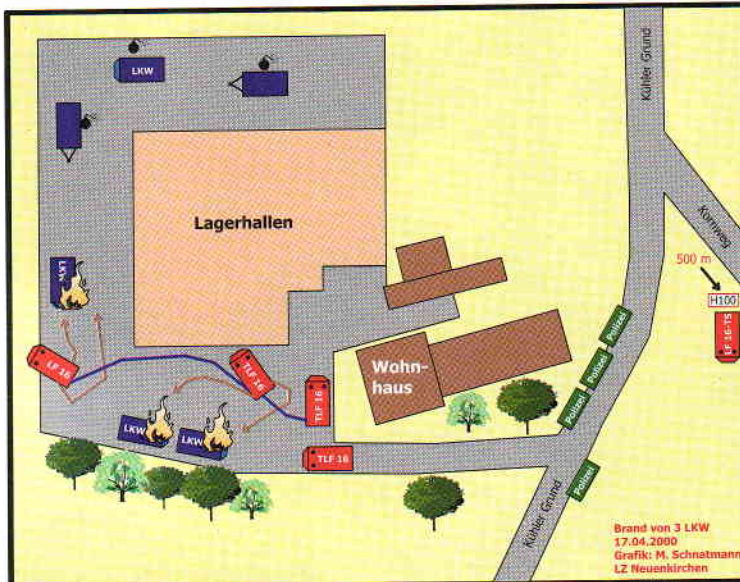 LKW
Kühler Grund
Lagerhallen
Kornweg
LKW
500 m
H100
LF 16-TS
Polizei
Polizei
Polizei
Polizei
LF 16
TLF 16
TLF 16
Wohn-
haus
LKW
LKW
TLF 16
Kühler Grund
Brand von 3 LKW
17.04.2000
Grafik: M. Schnatmann
LZ Neuenkirchen